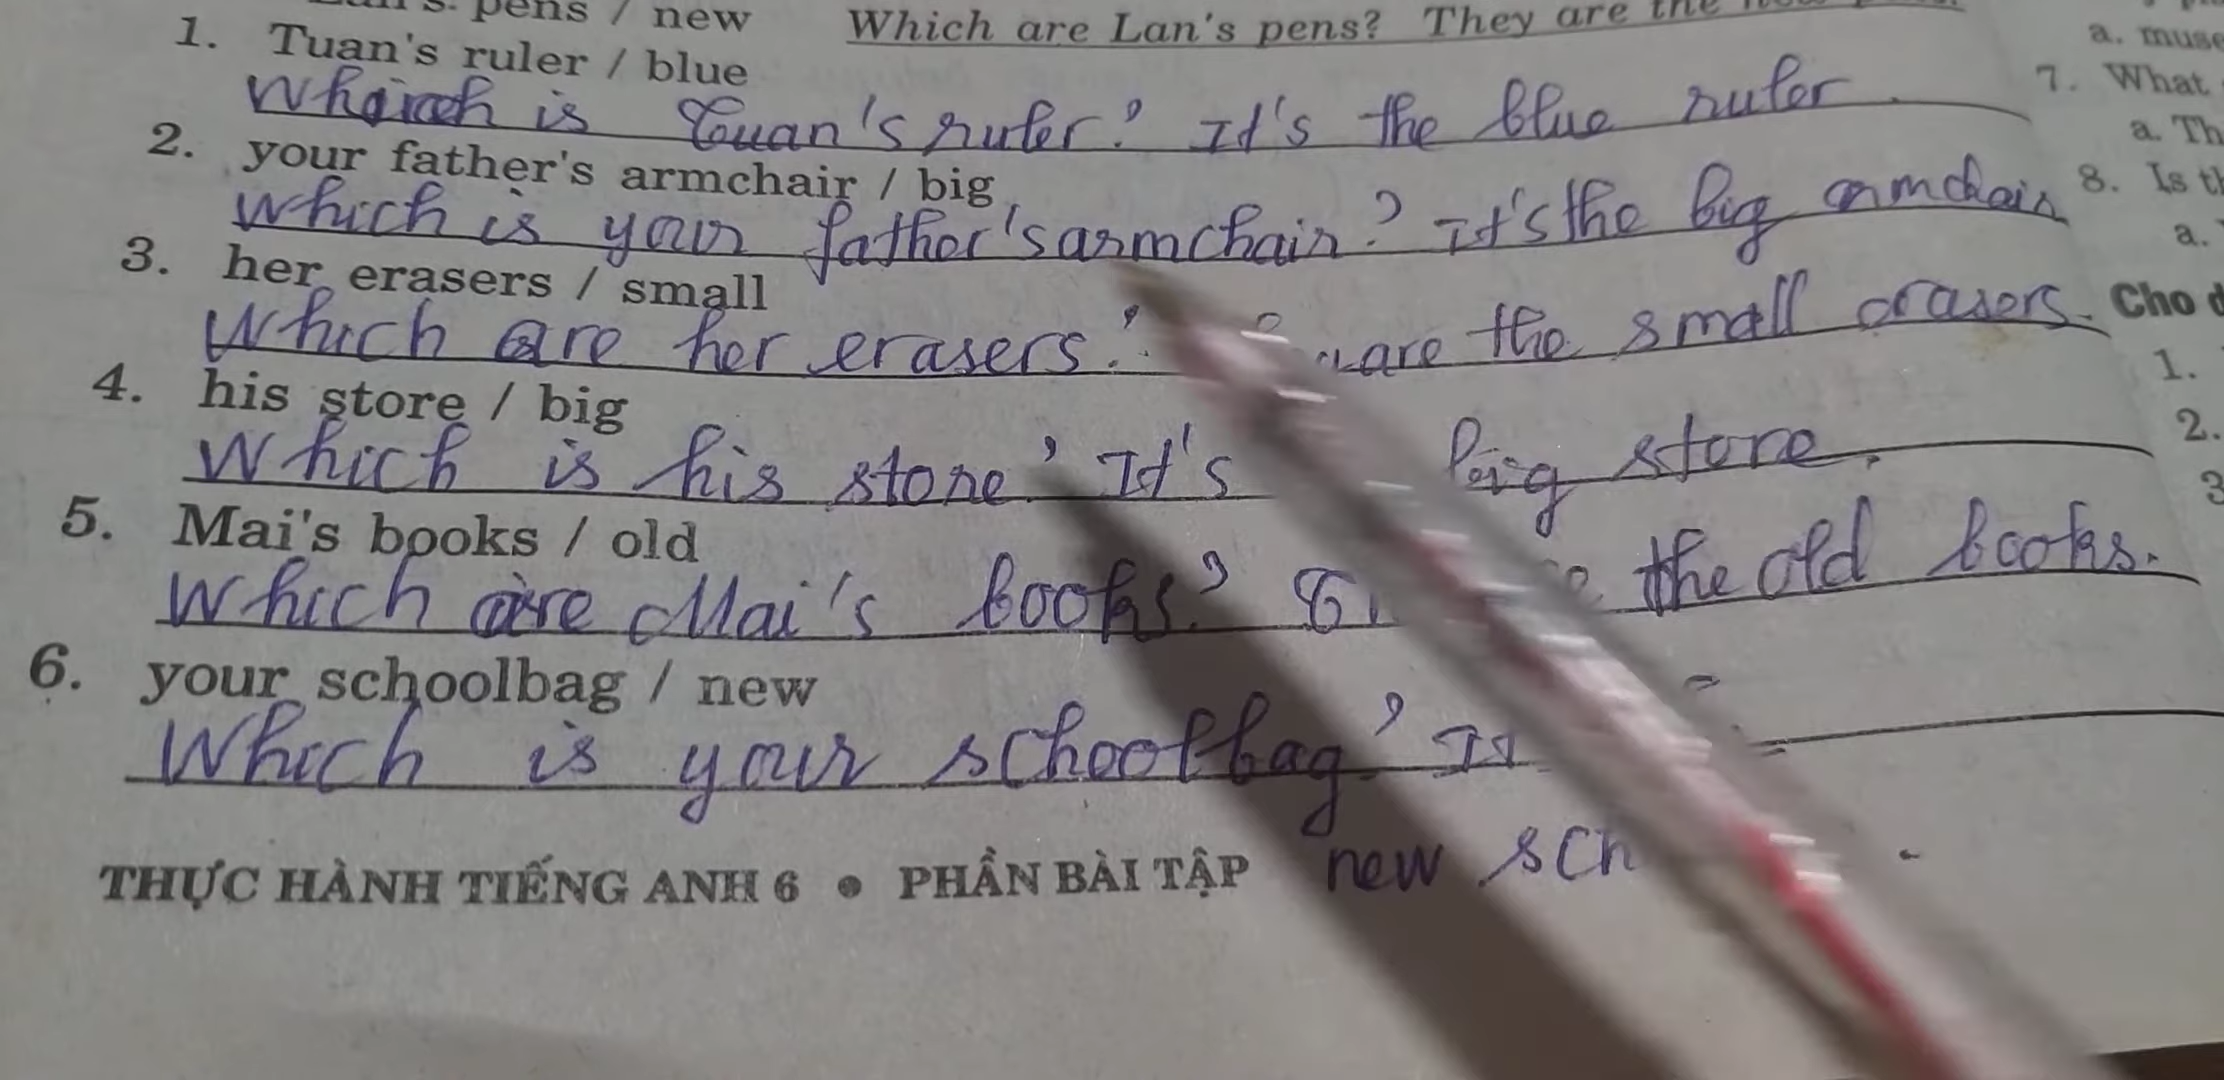 pens / new Which are Lan's pens? They are the
1. Tuan's ruler / blue
Which is Tuan's ruler? It's the blue ruler.
2. your father's armchair / big
Which is your father's armchair? It's the big armchair
3. her erasers / small
Which are her erasers? are the small erasers.
4. his store / big
Which is his store? It's big store.
5. Mai's books / old
Which are Mai's books? the old books.
6. your schoolbag / new
Which is your schoolbag?
new
THỰC HÀNH TIẾNG ANH 6 ● PHẦN BÀI TẬP
a.
7. What
a. Th
8. Is
a.
Cho
1.
2.
3